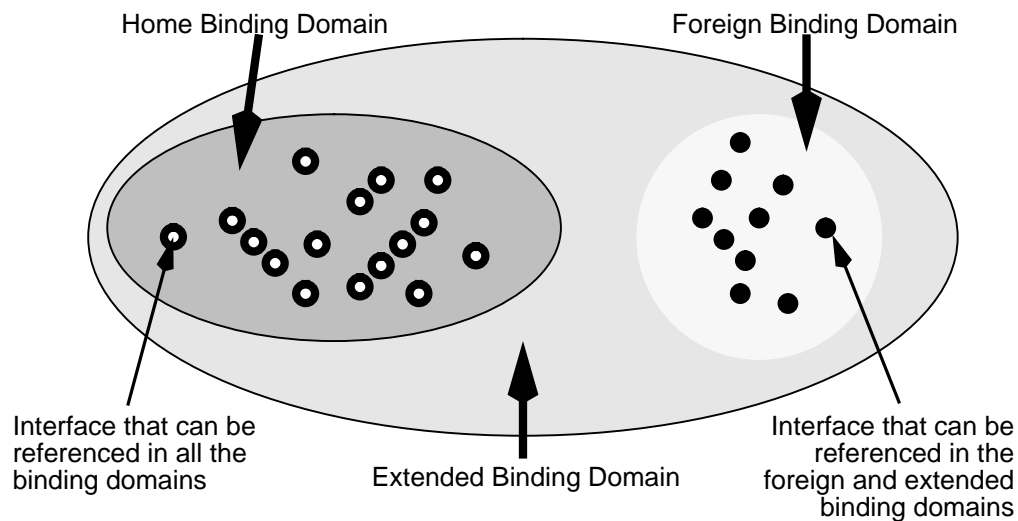 Home Binding Domain
Foreign Binding Domain
Interface that can be
referenced in all the
binding domains
Extended Binding Domain
Interface that can be
referenced in the
foreign and extended
binding domains